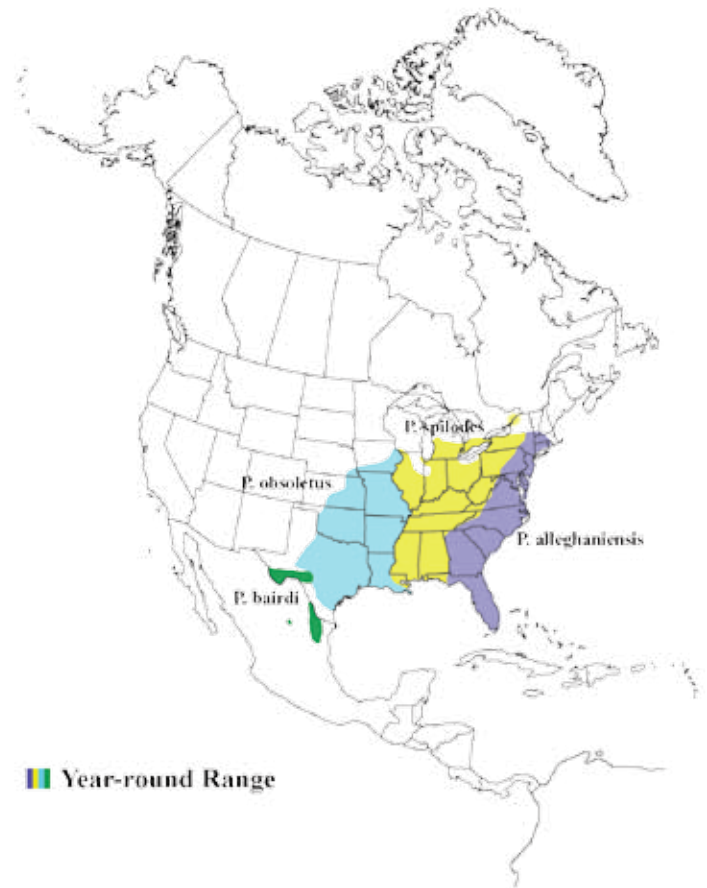 P. spilodes
P. obsoletus
P. alleghaniensis
P. bairdi
Year-round Range